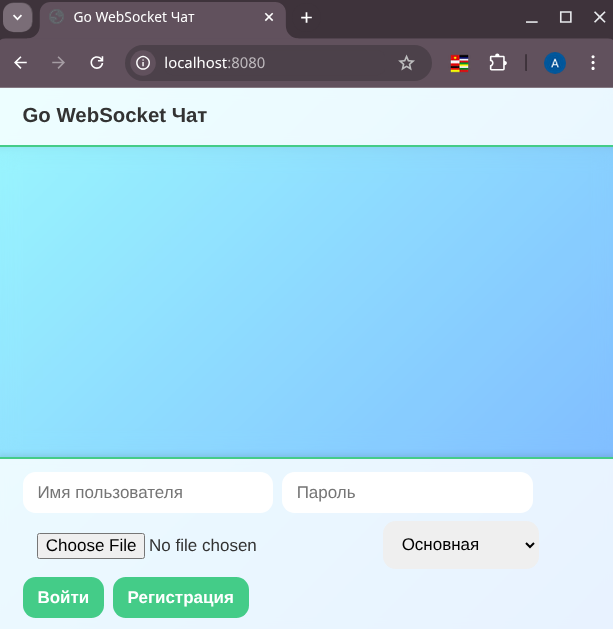 Go WebSocket Чат
localhost:8080
A
Go WebSocket Чат
Имя пользователя Пароль
Choose File No file chosen Основная
Войти Регистрация